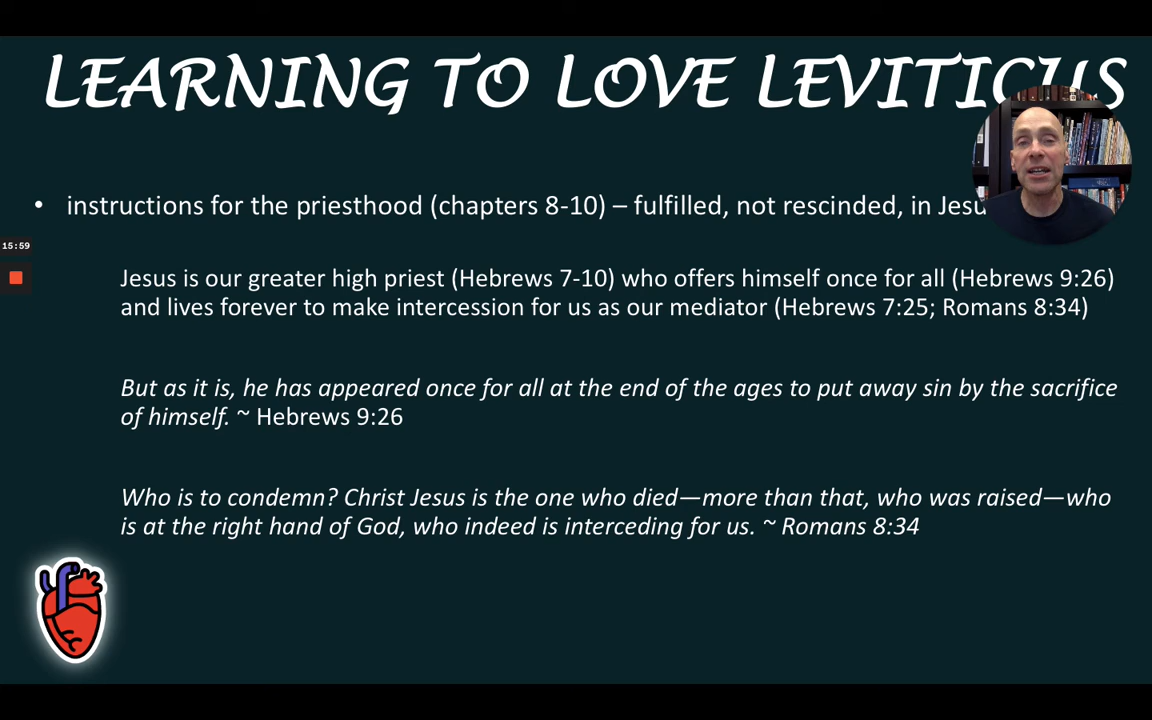 LEARNING TO LOVE LEVITICUS
• instructions for the priesthood (chapters 8-10) – fulfilled, not rescinded, in Jesu
15:59
Jesus is our greater high priest (Hebrews 7-10) who offers himself once for all (Hebrews 9:26)
and lives forever to make intercession for us as our mediator (Hebrews 7:25; Romans 8:34)
But as it is, he has appeared once for all at the end of the ages to put away sin by the sacrifice
of himself. ~ Hebrews 9:26
Who is to condemn? Christ Jesus is the one who died—more than that, who was raised—who
is at the right hand of God, who indeed is interceding for us. ~ Romans 8:34